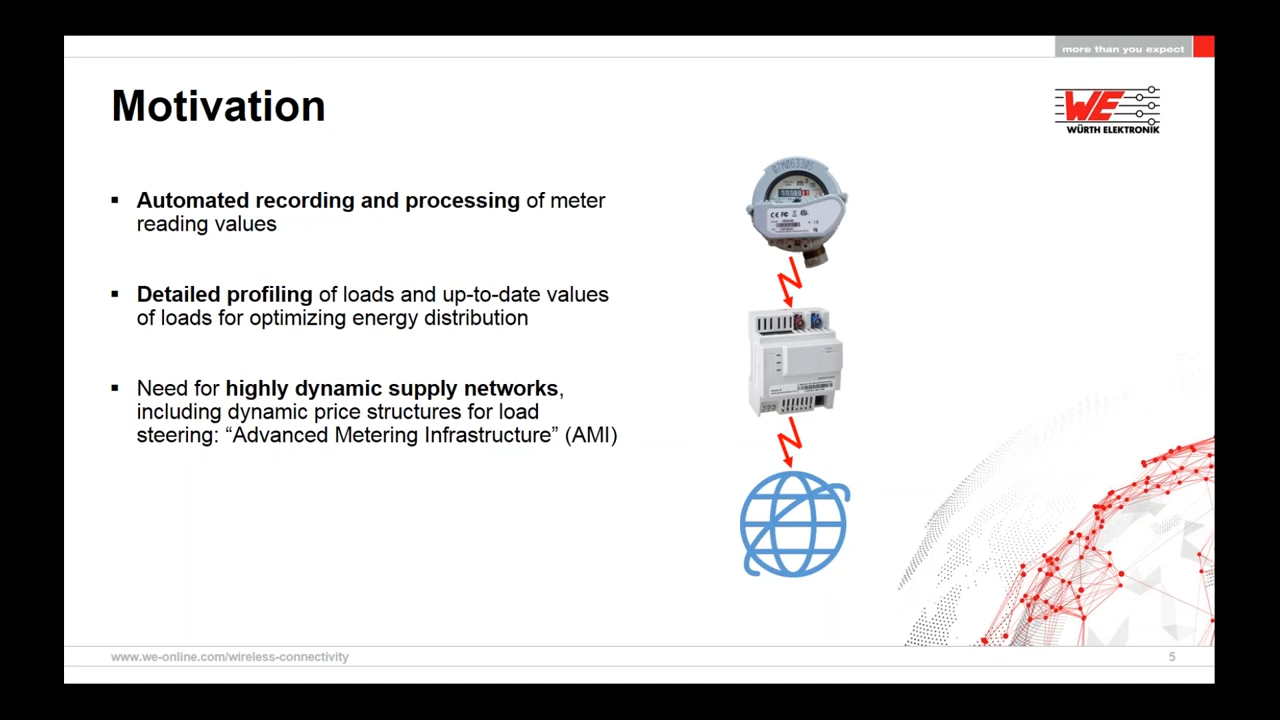 more than you expect
Motivation
WE
WÜRTH ELEKTRONIK
▪ Automated recording and processing of meter
reading values
▪ Detailed profiling of loads and up-to-date values
of loads for optimizing energy distribution
▪ Need for highly dynamic supply networks,
including dynamic price structures for load
steering: “Advanced Metering Infrastructure” (AMI)
www.we-online.com/wireless-connectivity
5